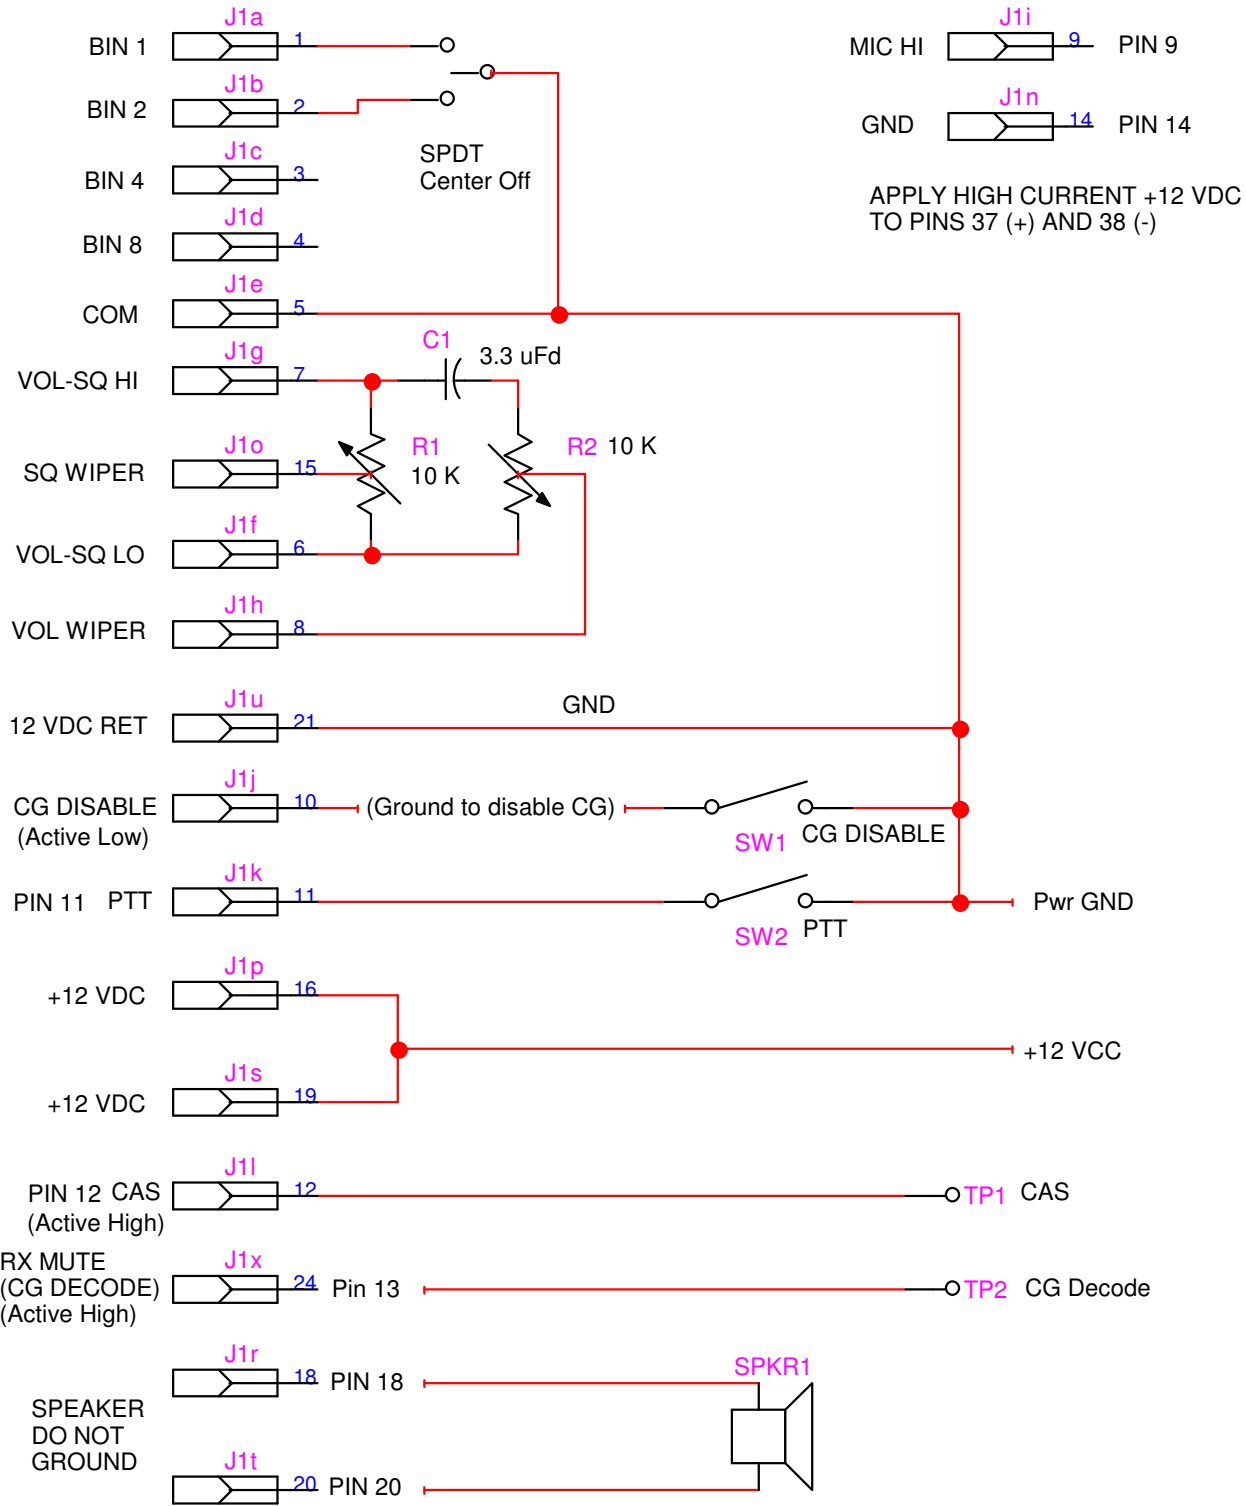 J1a
BIN 1
1
J1b
BIN 2
2
SPDT
Center Off
J1c
BIN 4
3
J1d
BIN 8
4
J1e
COM
5
J1g
VOL-SQ HI
7
C1
3.3 uFd
J1o
SQ WIPER
15
R1
10 K
R2 10 K
J1f
VOL-SQ LO
6
J1h
VOL WIPER
8
J1u
12 VDC RET
21
GND
J1j
CG DISABLE
(Active Low)
10
(Ground to disable CG)
SW1
CG DISABLE
J1k
PIN 11 PTT
11
SW2
PTT
Pwr GND
J1p
+12 VDC
16
+12 VCC
J1s
+12 VDC
19
J1l
PIN 12 CAS
(Active High)
12
TP1 CAS
J1x
RX MUTE
(CG DECODE)
(Active High)
24 Pin 13
TP2 CG Decode
J1r
18 PIN 18
SPKR1
SPEAKER
DO NOT
GROUND
J1t
20 PIN 20
J1i
MIC HI
9
PIN 9
J1n
GND
14
PIN 14
APPLY HIGH CURRENT +12 VDC
TO PINS 37 (+) AND 38 (-)